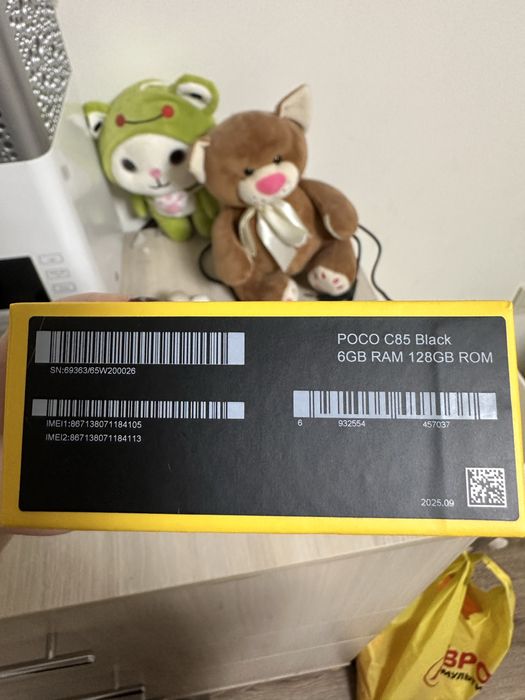 POCO C85 Black
6GB RAM 128GB ROM
SN:69363/65W200026
IMEI1:867138071184105
IMEI2:867138071184113
6 932554 457037
2025.09